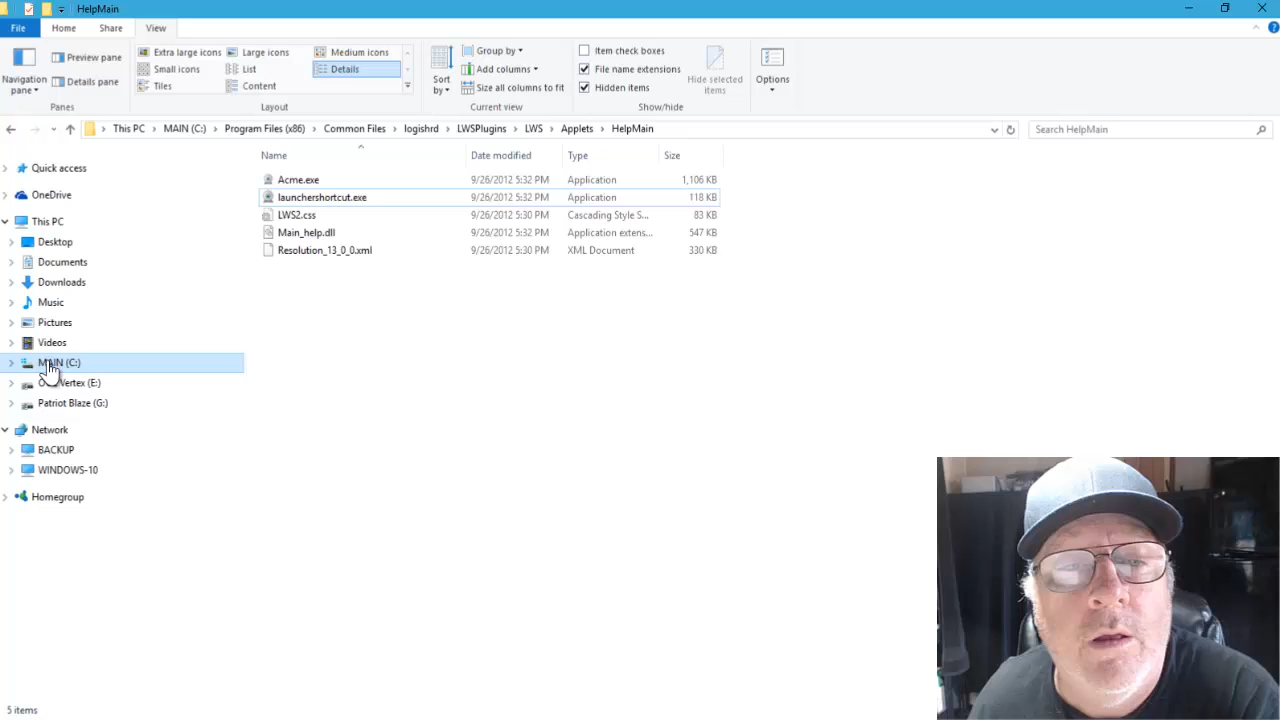 HelpMain
File Home Share View
Navigation pane
Preview pane
Details pane
Panes
Extra large icons Large icons Medium icons
Small icons List Details
Tiles Content
Layout
Sort by
Group by
Add columns
Size all columns to fit
Current view
Item check boxes
File name extensions
Hidden items
Hide selected items
Show/hide
Options
This PC MAIN (C:) Program Files (x86) Common Files logishrd LWSPlugins LWS Applets HelpMain
Search HelpMain
Name Date modified Type Size
Acme.exe 9/26/2012 5:32 PM Application 1,106 KB
launchershortcut.exe 9/26/2012 5:32 PM Application 118 KB
LWS2.css 9/26/2012 5:30 PM Cascading Style S... 83 KB
Main_help.dll 9/26/2012 5:32 PM Application extens... 547 KB
Resolution_13_0_0.xml 9/26/2012 5:30 PM XML Document 330 KB
Quick access
OneDrive
This PC
Desktop
Documents
Downloads
Music
Pictures
Videos
MAIN (C:)
Vertex (E:)
Patriot Blaze (G:)
Network
BACKUP
WINDOWS-10
Homegroup
5 items